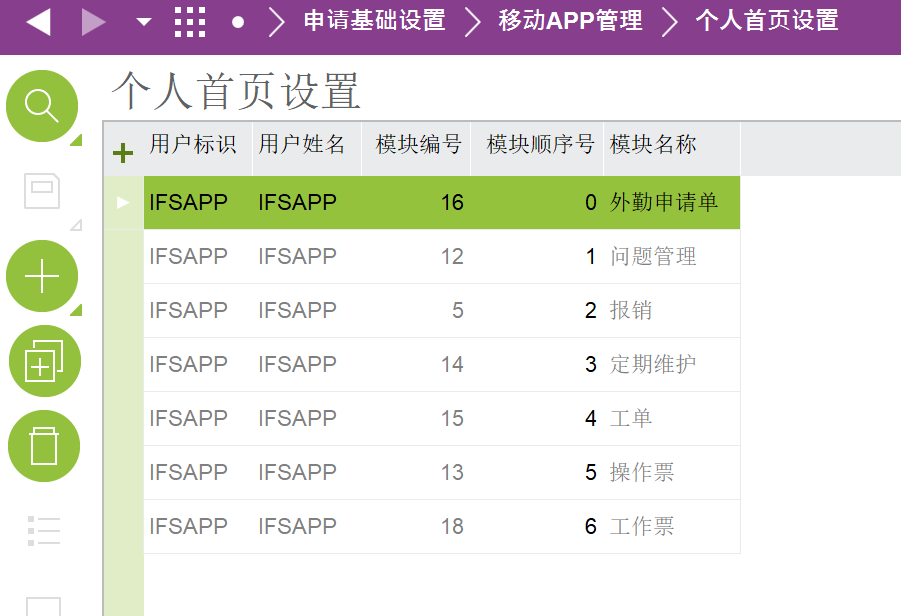 申请基础设置 移动APP管理 个人首页设置
个人首页设置
用户标识 用户姓名 模块编号 模块顺序号 模块名称
IFSAPP IFSAPP 16 0 外勤申请单
IFSAPP IFSAPP 12 1 问题管理
IFSAPP IFSAPP 5 2 报销
IFSAPP IFSAPP 14 3 定期维护
IFSAPP IFSAPP 15 4 工单
IFSAPP IFSAPP 13 5 操作票
IFSAPP IFSAPP 18 6 工作票